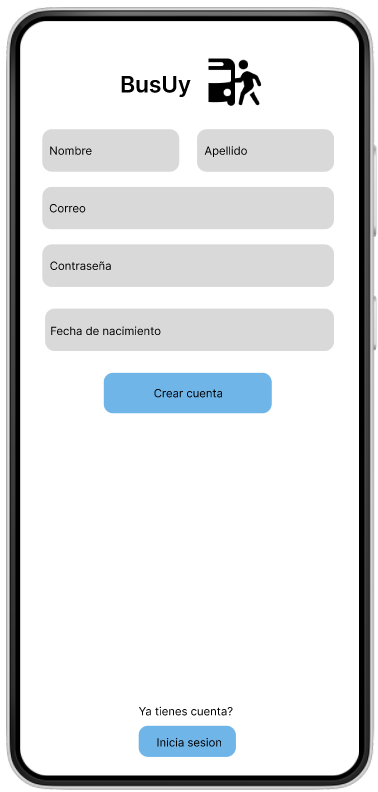 BusUy
Nombre
Apellido
Correo
Contraseña
Fecha de nacimiento
Crear cuenta
Ya tienes cuenta?
Inicia sesion